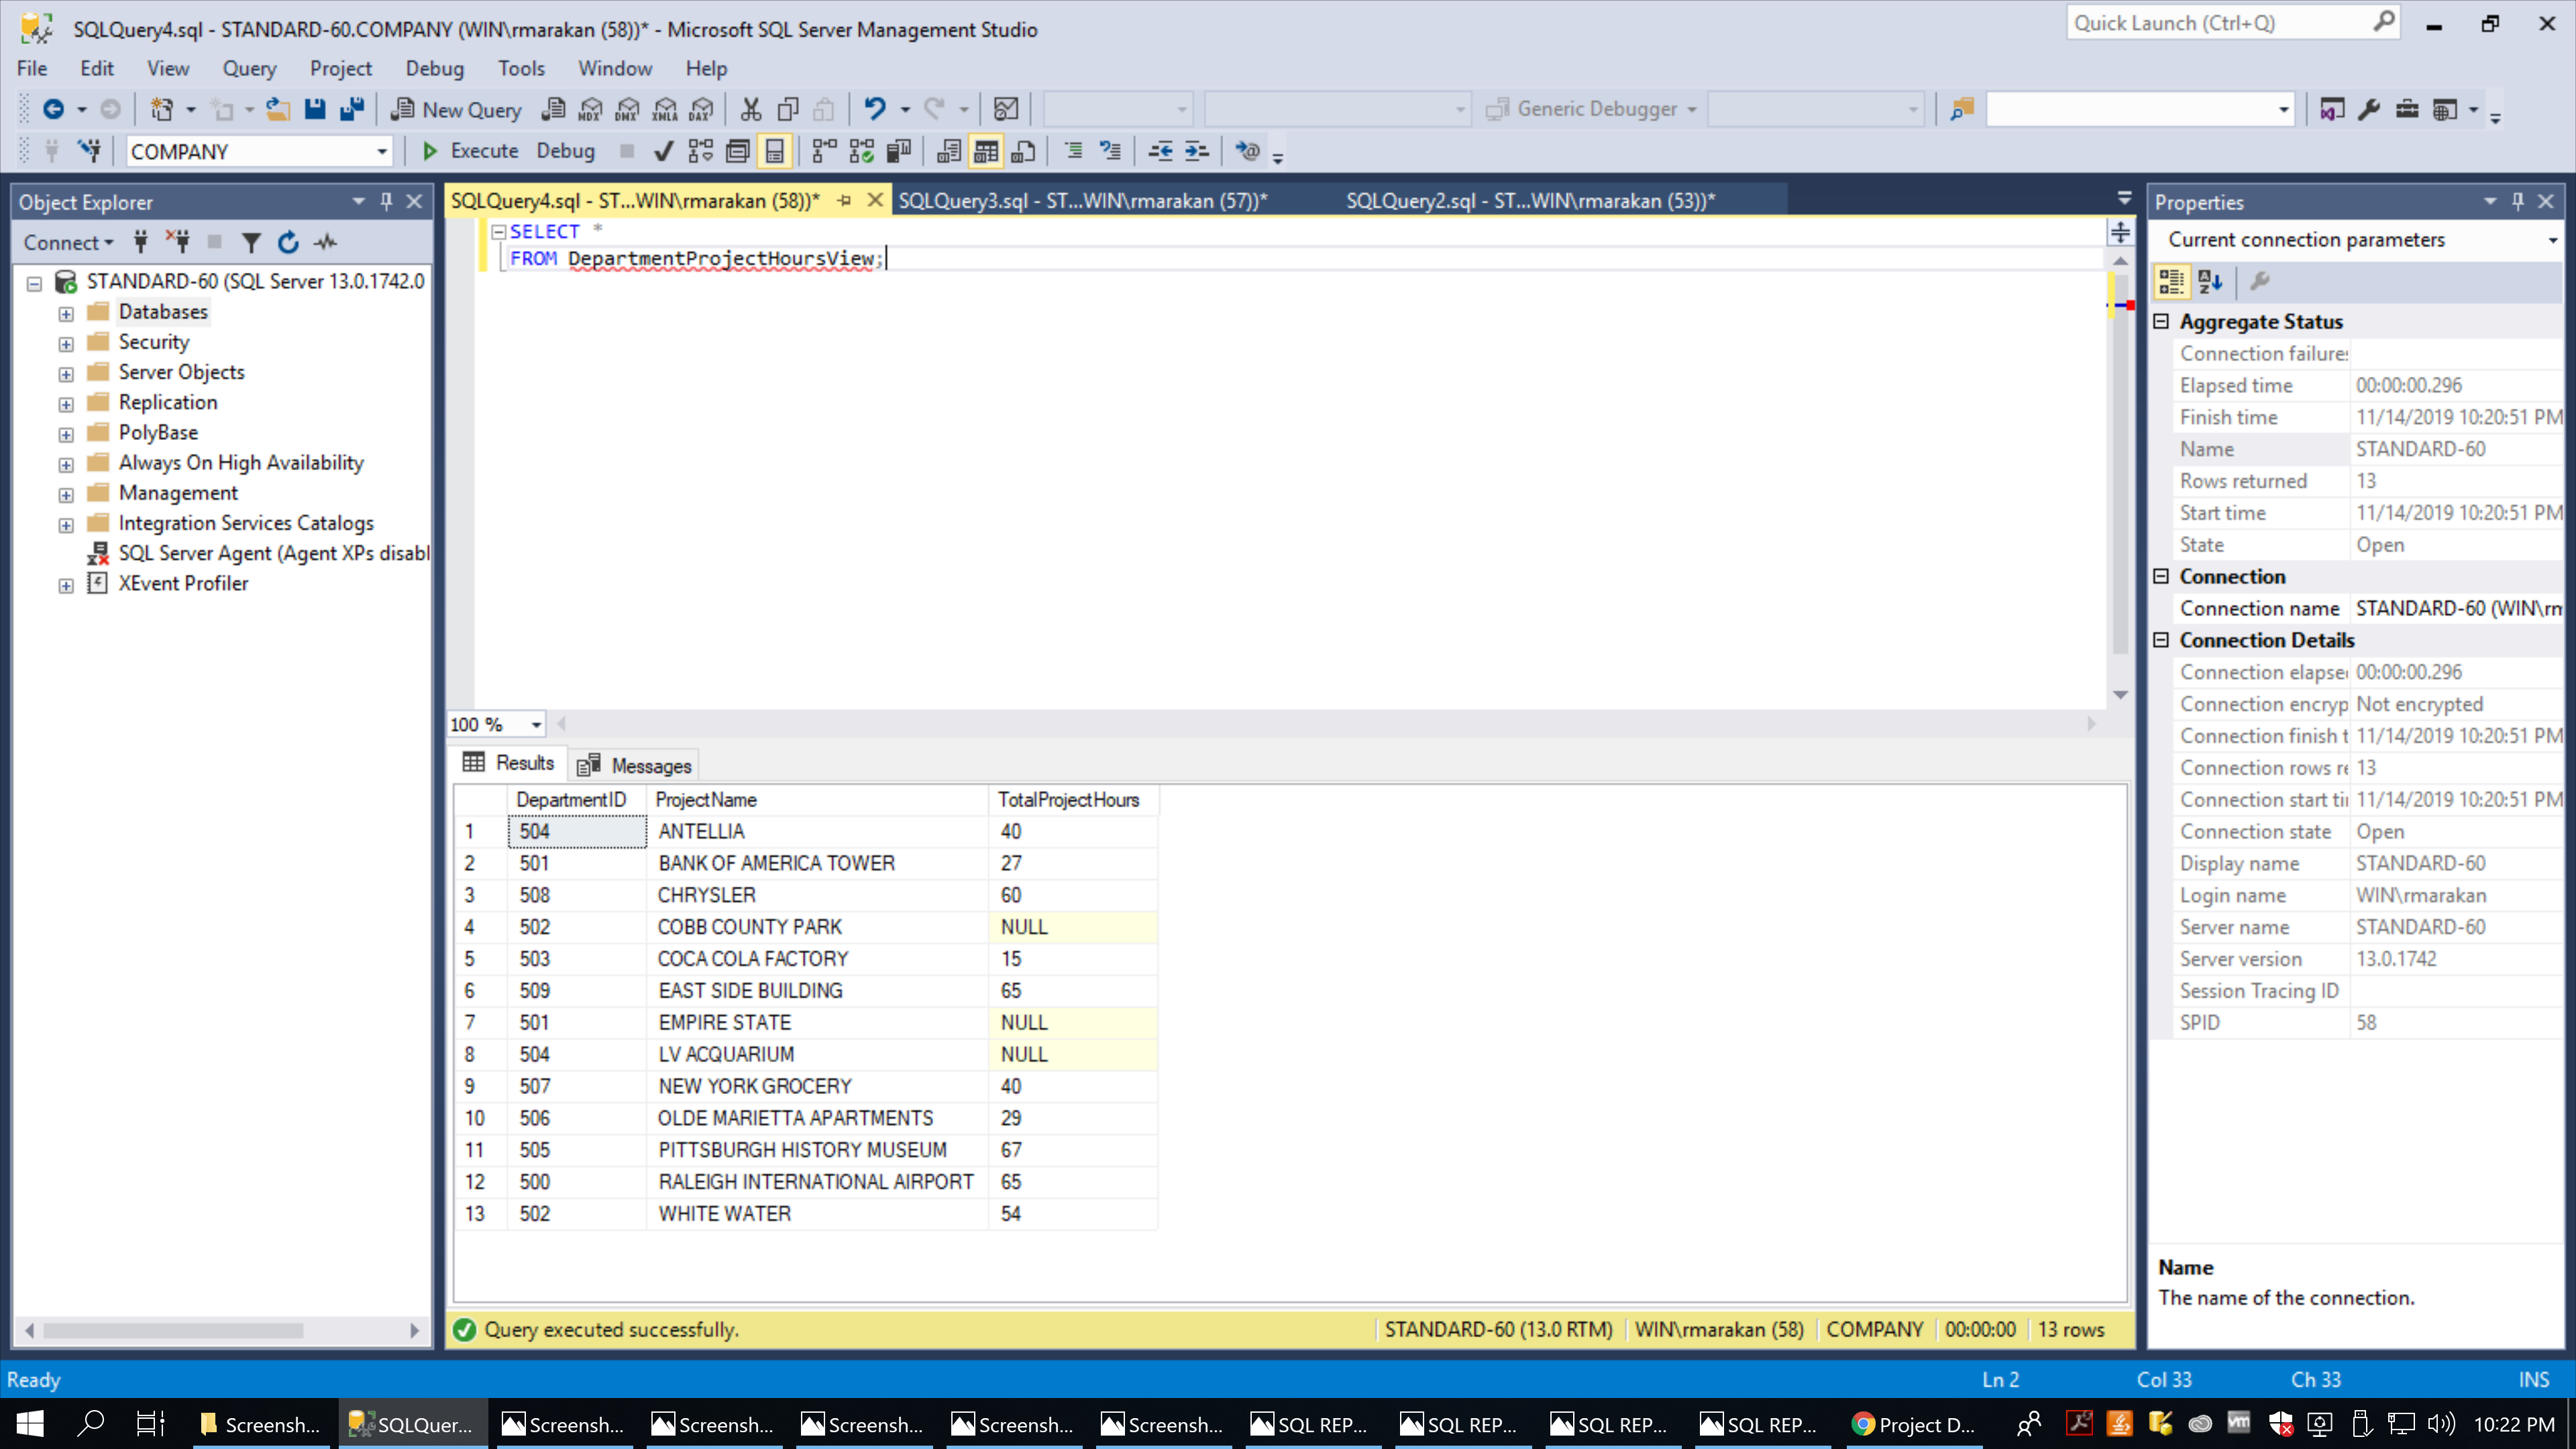 SQLQuery4.sql - STANDARD-60.COMPANY (WIN\rmarakan (58))* - Microsoft SQL Server Management Studio
Quick Launch (Ctrl+Q)
File Edit View Query Project Debug Tools Window Help
New Query MDX DMX XMLA DAX Generic Debugger
COMPANY Execute Debug
Object Explorer
Connect
STANDARD-60 (SQL Server 13.0.1742.0
Databases
Security
Server Objects
Replication
PolyBase
Always On High Availability
Management
Integration Services Catalogs
SQL Server Agent (Agent XPs disabl
XEvent Profiler
SQLQuery4.sql - ST...WIN\rmarakan (58))* SQLQuery3.sql - ST...WIN\rmarakan (57))* SQLQuery2.sql - ST...WIN\rmarakan (53))*
SELECT *
FROM DepartmentProjectHoursView;
100 %
Results Messages
DepartmentID ProjectName TotalProjectHours
1 504 ANTELLIA 40
2 501 BANK OF AMERICA TOWER 27
3 508 CHRYSLER 60
4 502 COBB COUNTY PARK NULL
5 503 COCA COLA FACTORY 15
6 509 EAST SIDE BUILDING 65
7 501 EMPIRE STATE NULL
8 504 LV ACQUARIUM NULL
9 507 NEW YORK GROCERY 40
10 506 OLDE MARIETTA APARTMENTS 29
11 505 PITTSBURGH HISTORY MUSEUM 67
12 500 RALEIGH INTERNATIONAL AIRPORT 65
13 502 WHITE WATER 54
Query executed successfully. STANDARD-60 (13.0 RTM) WIN\rmarakan (58) COMPANY 00:00:00 13 rows
Properties
Current connection parameters
Aggregate Status
Connection failure
Elapsed time 00:00:00.296
Finish time 11/14/2019 10:20:51 PM
Name STANDARD-60
Rows returned 13
Start time 11/14/2019 10:20:51 PM
State Open
Connection
Connection name STANDARD-60 (WIN\rm
Connection Details
Connection elapse 00:00:00.296
Connection encryp Not encrypted
Connection finish t 11/14/2019 10:20:51 PM
Connection rows re 13
Connection start ti 11/14/2019 10:20:51 PM
Connection state Open
Display name STANDARD-60
Login name WIN\rmarakan
Server name STANDARD-60
Server version 13.0.1742
Session Tracing ID
SPID 58
Name
The name of the connection.
Ready Ln 2 Col 33 Ch 33 INS
Screensh... SQLQuer... Screensh... Screensh... Screensh... Screensh... Screensh... SQL REP... SQL REP... SQL REP... SQL REP... Project D... 10:22 PM